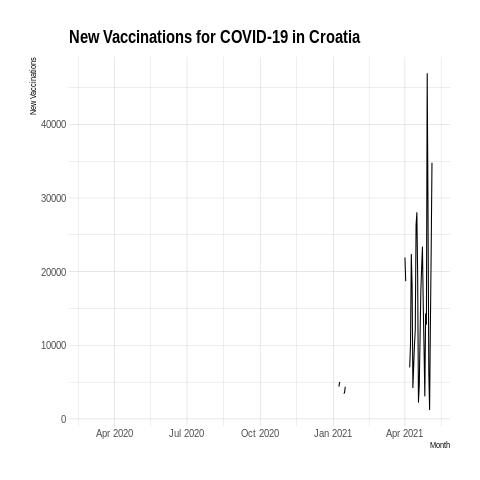 New Vaccinations for COVID-19 in Croatia
New Vaccinations
40000
30000
20000
10000
0
Apr 2020 Jul 2020 Oct 2020 Jan 2021 Apr 2021
Month